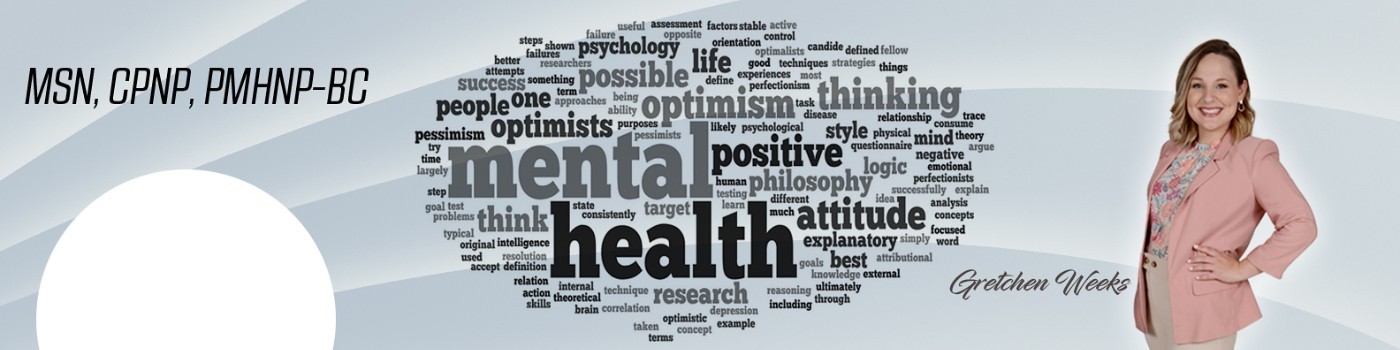 MSN, CPNP, PMHNP-BC
useful assessment factors stable active
failure opposite control
steps shown psychology orientation optimalists candide defined fellow
failures life good techniques strategies things
better researchers possible define experiences most
attempts something perfectionism
success term optimism task thinking
people one approaches being disease
ability relationship trace
pessimism optimists purposes likely psychological style physical consume
pessimists mind theory
try mental positive questionnaire argue
time logic negative
largely emotional
human philosophy perfectionists
step testing different successfully explain
goal test state target learn idea analysis
problems think consistently much attitude concepts
typical health focused
original intelligence explanatory simply word
used resolution best attributional
accept definition goals
relation knowledge external
internal technique research reasoning ultimately
action theoretical through
skills brain correlation depression including
optimistic example
taken concept
terms
Gretchen Weeks